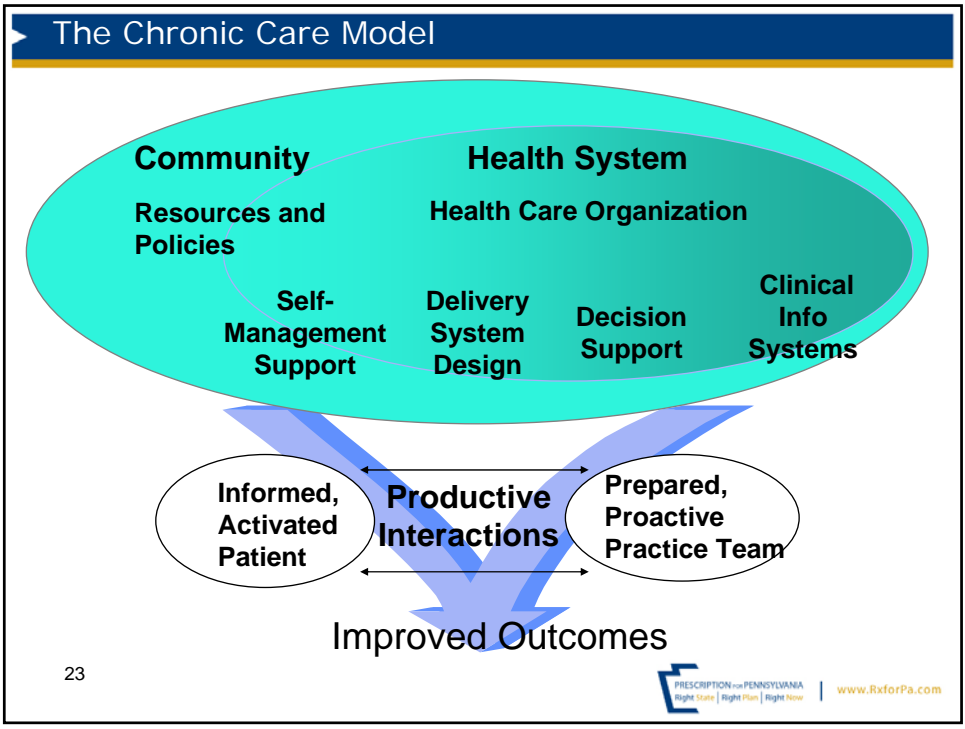 The Chronic Care Model
Community
Health System
Resources and
Policies
Health Care Organization
Self-
Management
Support
Delivery
System
Design
Decision
Support
Clinical
Info
Systems
Informed,
Activated
Patient
Productive
Interactions
Prepared,
Proactive
Practice Team
Improved Outcomes
23
PRESCRIPTION FOR PENNSYLVANIA
Right State | Right Plan | Right Now
www.RxforPa.com